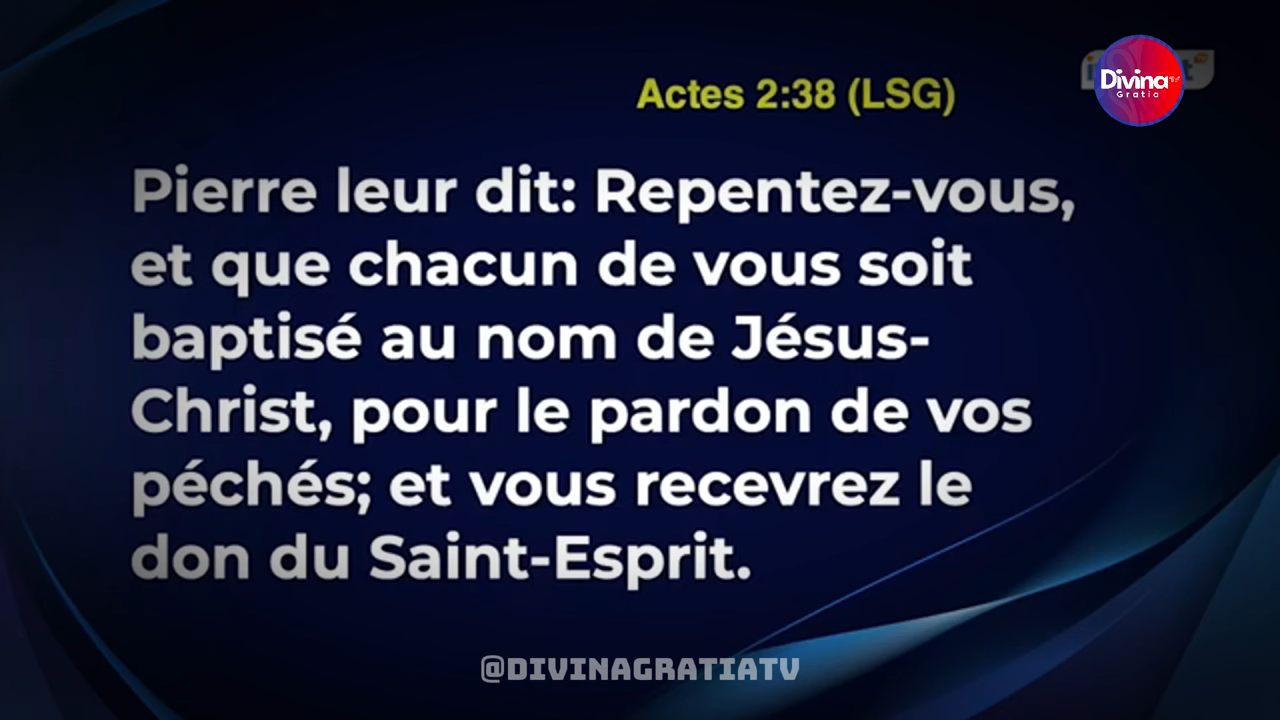 Actes 2:38 (LSG)
Divina TV
Gratia
Pierre leur dit: Repentez-vous,
et que chacun de vous soit
baptisé au nom de Jésus-
Christ, pour le pardon de vos
péchés; et vous recevrez le
don du Saint-Esprit.
@DIVINAGRATIATV